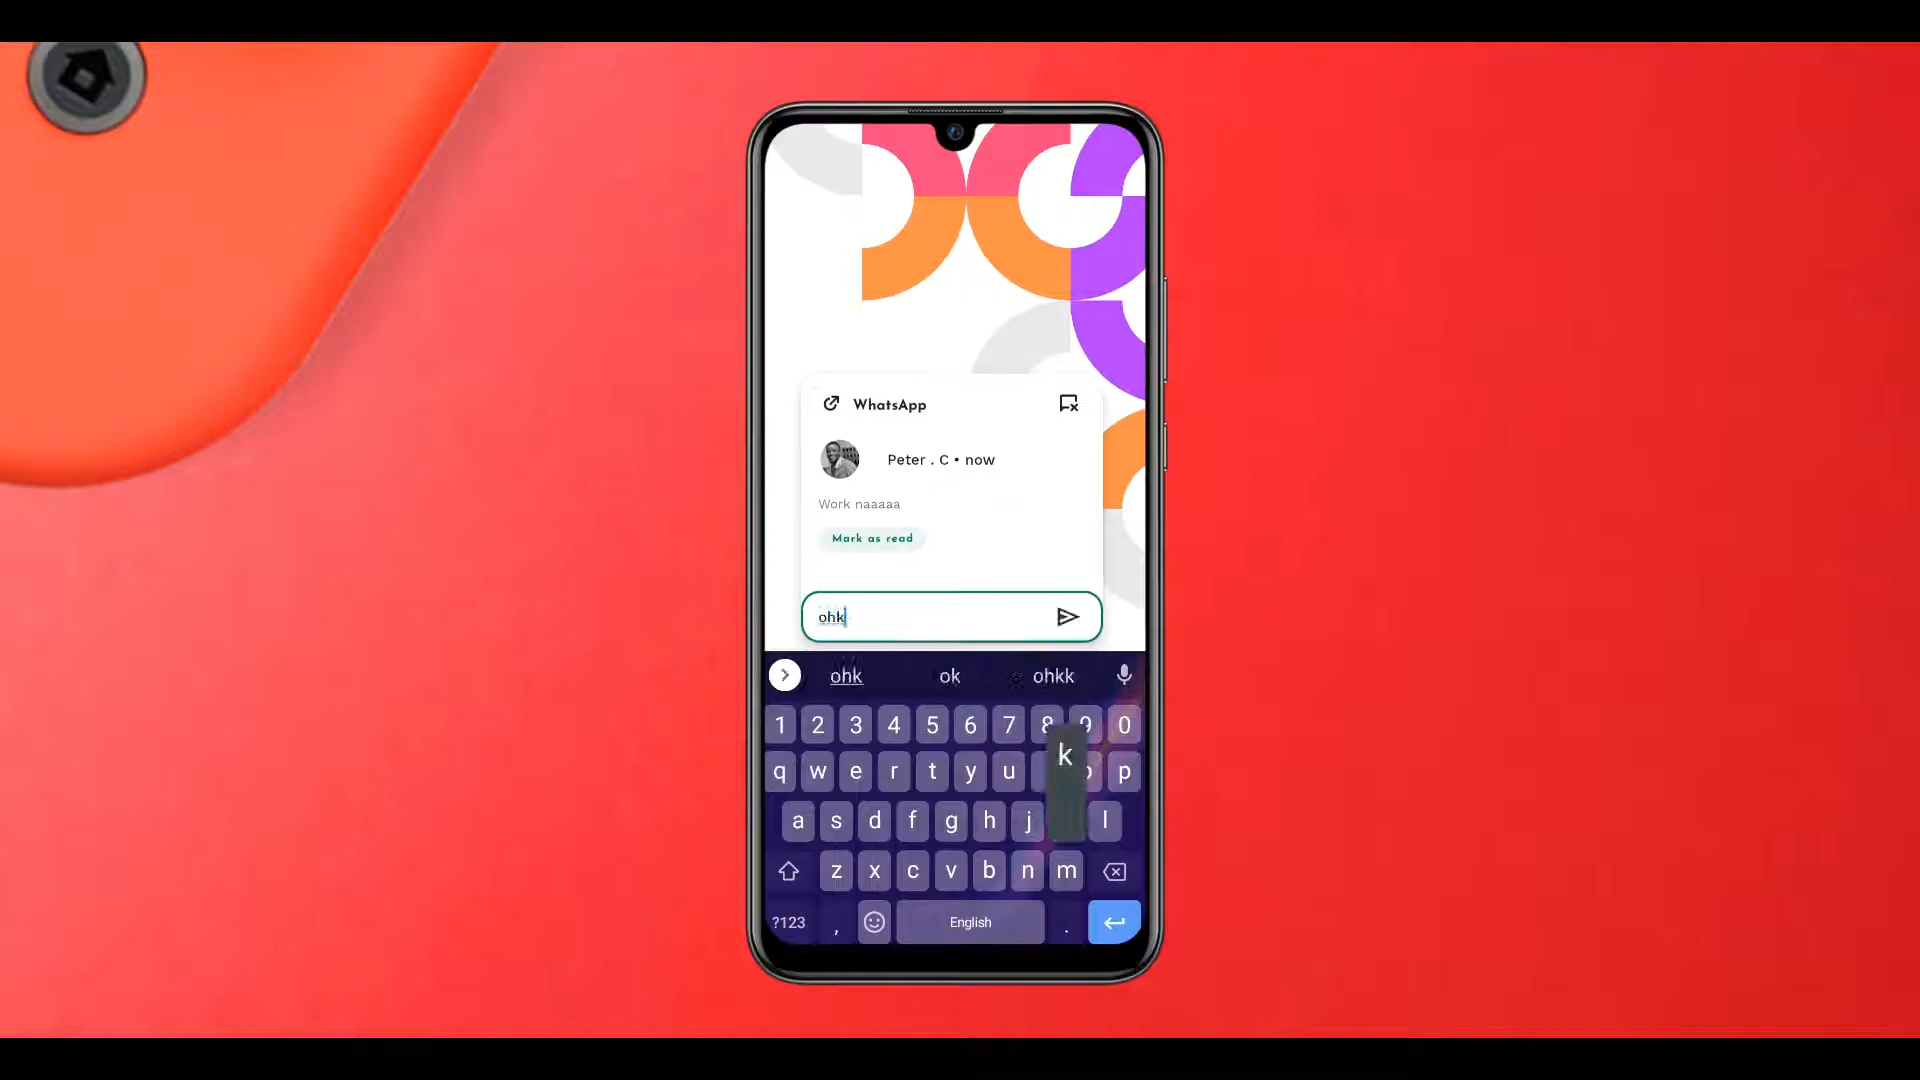 WhatsApp
Peter . C • now
Work naaaaa
Mark as read
ohk
ohk ok ohkk
1 2 3 4 5 6 7 8 9 0
q w e r t y u p
k
a s d f g h j l
z x c v b n m
?123 , English .